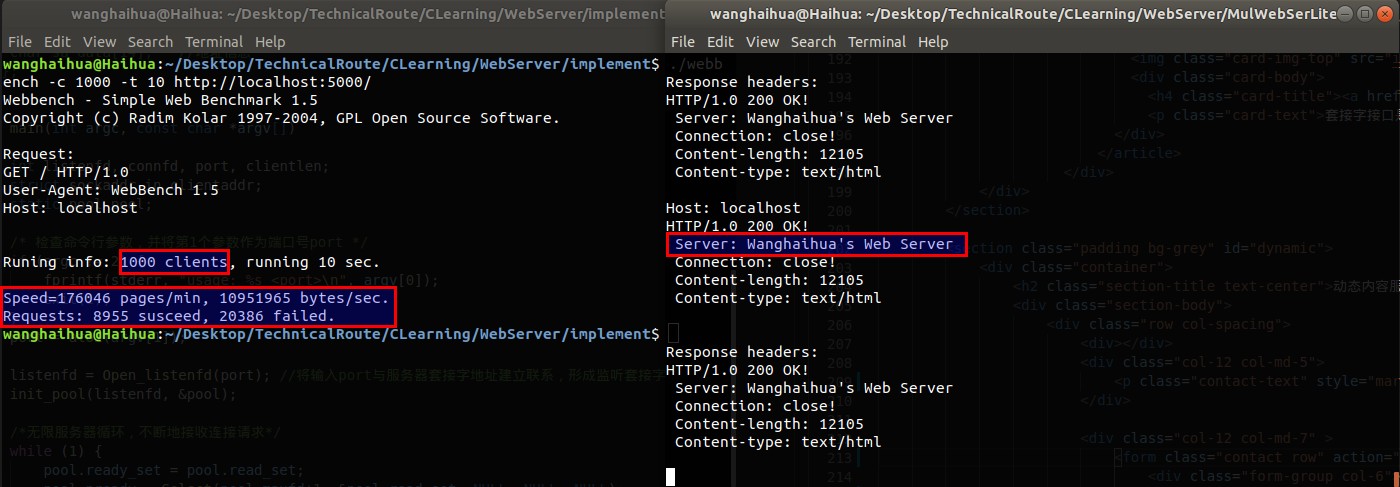 wanghaihua@Haihua: ~/Desktop/TechnicalRoute/CLearning/WebServer/implement
File Edit View Search Terminal Help
wanghaihua@Haihua:~/Desktop/TechnicalRoute/CLearning/WebServer/implement$ ./webb
ench -c 1000 -t 10 http://localhost:5000/
Webbench - Simple Web Benchmark 1.5
Copyright (c) Radim Kolar 1997-2004, GPL Open Source Software.
main(int argc, const char *argv[])
Request:
listenfd, connfd, port, clientlen;
GET / HTTP/1.0
clientaddr;
User-Agent: WebBench 1.5
pool;
Host: localhost
/* 检查命令行参数，并将第1个参数作为端口号port */
Runing info: 1000 clients, running 10 sec.
fprintf(stderr, "usage: %s <port>\n", argv[0]);
Speed=176046 pages/min, 10951965 bytes/sec.
Requests: 8955 susceed, 20386 failed.
wanghaihua@Haihua:~/Desktop/TechnicalRoute/CLearning/WebServer/implement$
listenfd = Open_listenfd(port); //将输入port与服务器套接字地址建立联系，形成监听套接字
init_pool(listenfd, &pool);
/*无限服务器循环，不断地接收连接请求*/
while (1) {
pool.ready_set = pool.read_set;
wanghaihua@Haihua: ~/Desktop/TechnicalRoute/CLearning/WebServer/MulWebSerLite
File Edit View Search Terminal Help
192 <img class="card-img-top" src="i
Response headers:
193 <div class="card-body">
HTTP/1.0 200 OK!
194 <h4 class="card-title"><a href
Server: Wanghaihua's Web Server
<p class="card-text">套接字接口是
Connection: close!
96 </div>
Content-length: 12105
</article>
Content-type: text/html
</div>
199 </div>
Host: localhost
200 </section>
HTTP/1.0 200 OK!
Server: Wanghaihua's Web Server
section class="padding bg-grey" id="dynamic">
Connection: close!
03 <div class="container">
Content-length: 12105
<h2 class="section-title text-center">动态内容服
Content-type: text/html
<div class="section-body">
206 <div class="row col-spacing">
207 <div></div>
Response headers:
208 <div class="col-12 col-md-5">
HTTP/1.0 200 OK!
<p class="contact-text" style="mar
Server: Wanghaihua's Web Server
</div>
Connection: close!
Content-length: 12105
Content-type: text/html
<div class="col-12 col-md-7" >
213 <form class="contact row" action="
214 <div class="form-group col-6"